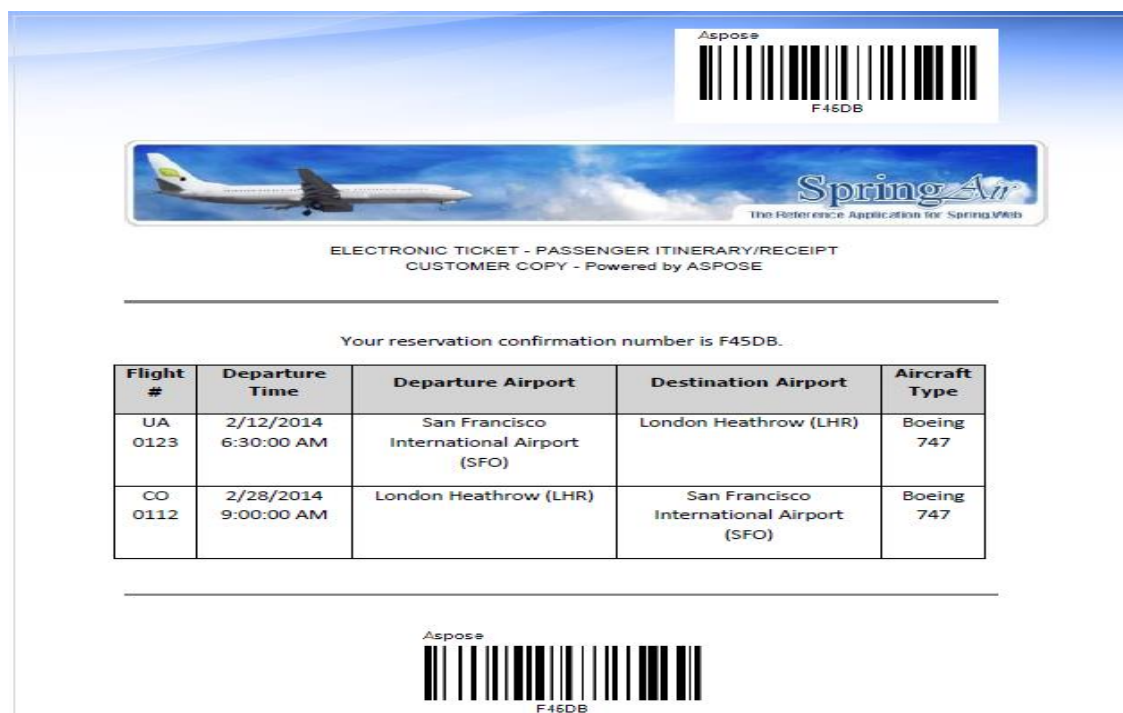 Aspose
F45DB
Spring Air
The Reference Application for Spring.Web
ELECTRONIC TICKET - PASSENGER ITINERARY/RECEIPT
CUSTOMER COPY - Powered by ASPOSE
Your reservation confirmation number is F45DB.
Flight # Departure Time Departure Airport Destination Airport Aircraft Type
UA 0123 2/12/2014 6:30:00 AM San Francisco International Airport (SFO) London Heathrow (LHR) Boeing 747
CO 0112 2/28/2014 9:00:00 AM London Heathrow (LHR) San Francisco International Airport (SFO) Boeing 747
Aspose
F45DB